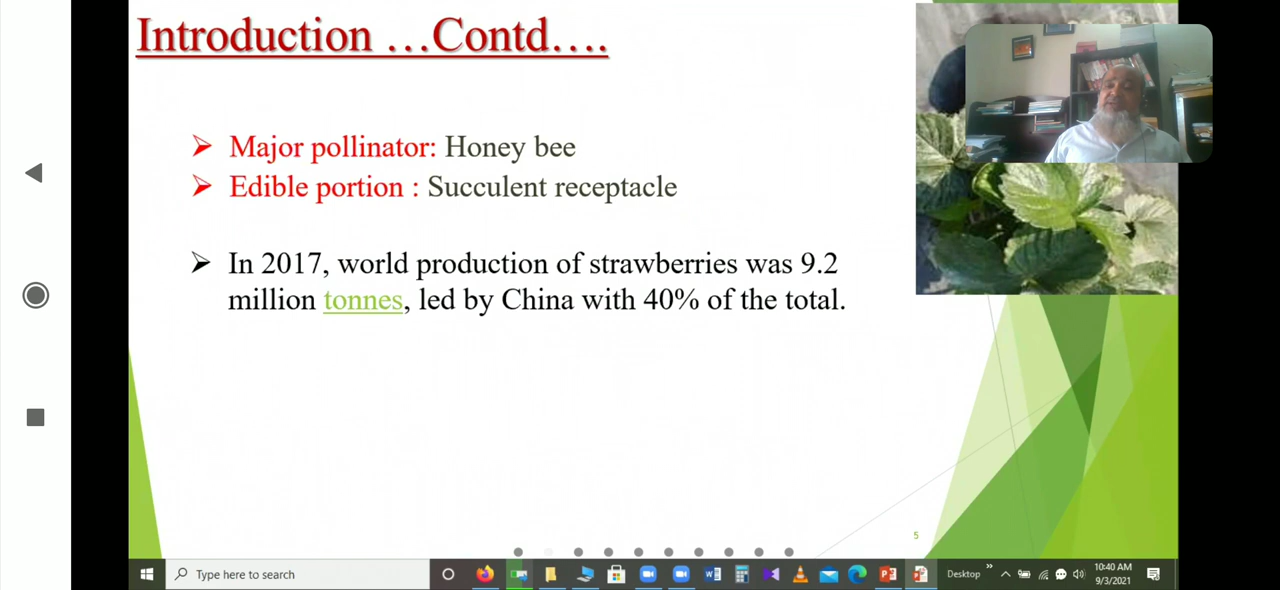 Introduction …Contd….
➢ Major pollinator: Honey bee
➢ Edible portion : Succulent receptacle
➢ In 2017, world production of strawberries was 9.2
million tonnes, led by China with 40% of the total.
5
Type here to search
Desktop
10:40 AM
9/3/2021